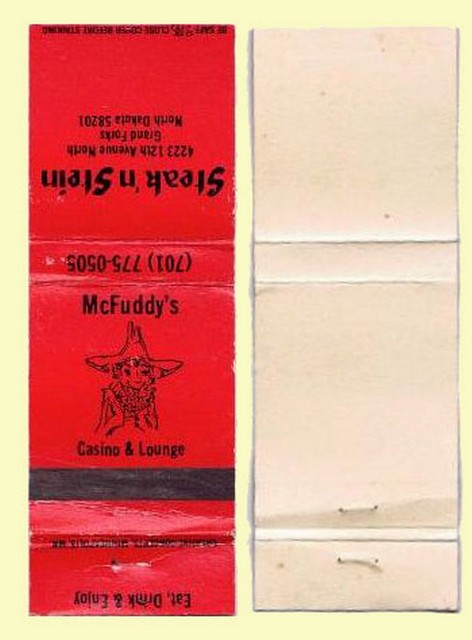 BE SAFE CLOSE COVER BEFORE STRIKING
Steak 'n Stein
4223 12th Avenue North
Grand Forks
North Dakota 58201
(701) 775-0505
McFuddy's
Casino & Lounge
Eat, Drink & Enjoy